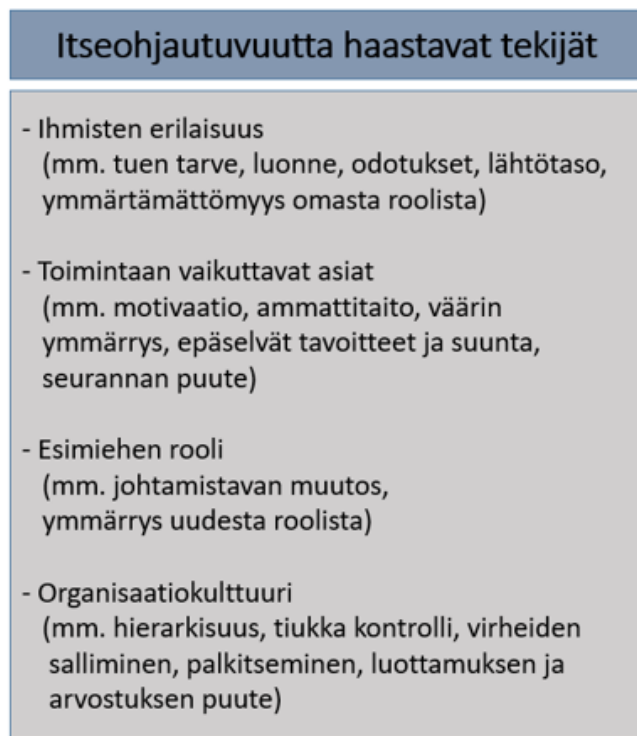 Itseohjautuvuutta haastavat tekijät
- Ihmisten erilaisuus
(mm. tuen tarve, luonne, odotukset, lähtötaso,
ymmärtämättömyys omasta roolista)
- Toimintaan vaikuttavat asiat
(mm. motivaatio, ammattitaito, väärin
ymmärrys, epäselvät tavoitteet ja suunta,
seurannan puute)
- Esimiehen rooli
(mm. johtamistavan muutos,
ymmärrys uudesta roolista)
- Organisaatiokulttuuri
(mm. hierarkisuus, tiukka kontrolli, virheiden
salliminen, palkitseminen, luottamuksen ja
arvostuksen puute)